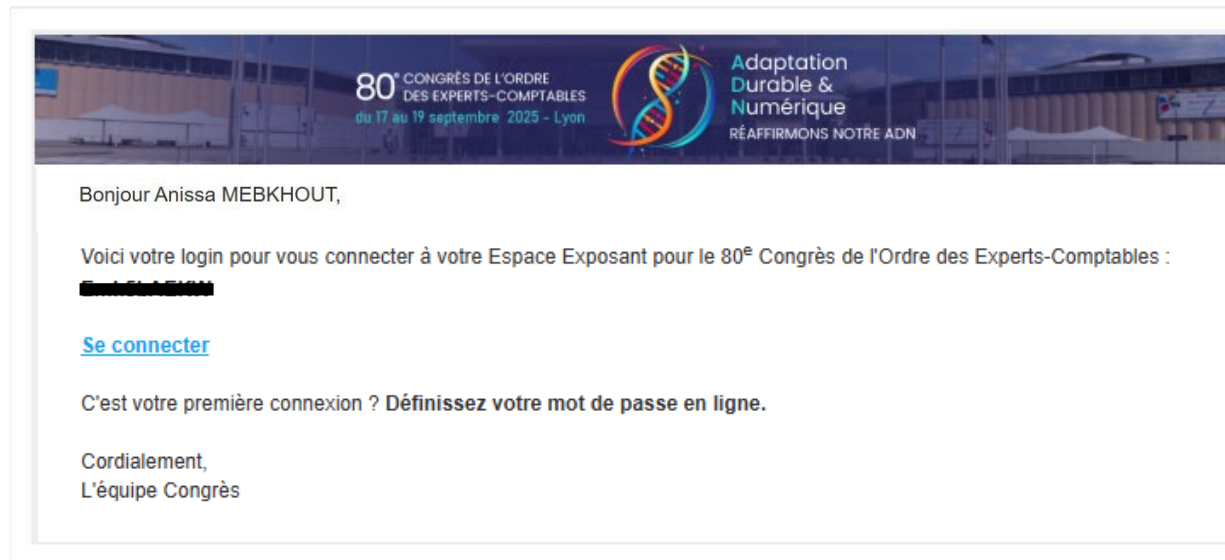 80e CONGRÈS DE L'ORDRE
DES EXPERTS-COMPTABLES
du 17 au 19 septembre 2025 - Lyon
Adaptation
Durable &
Numérique
RÉAFFIRMONS NOTRE ADN
Bonjour Anissa MEBKHOUT,
Voici votre login pour vous connecter à votre Espace Exposant pour le 80e Congrès de l'Ordre des Experts-Comptables :
Se connecter
C'est votre première connexion ? Définissez votre mot de passe en ligne.
Cordialement,
L'équipe Congrès